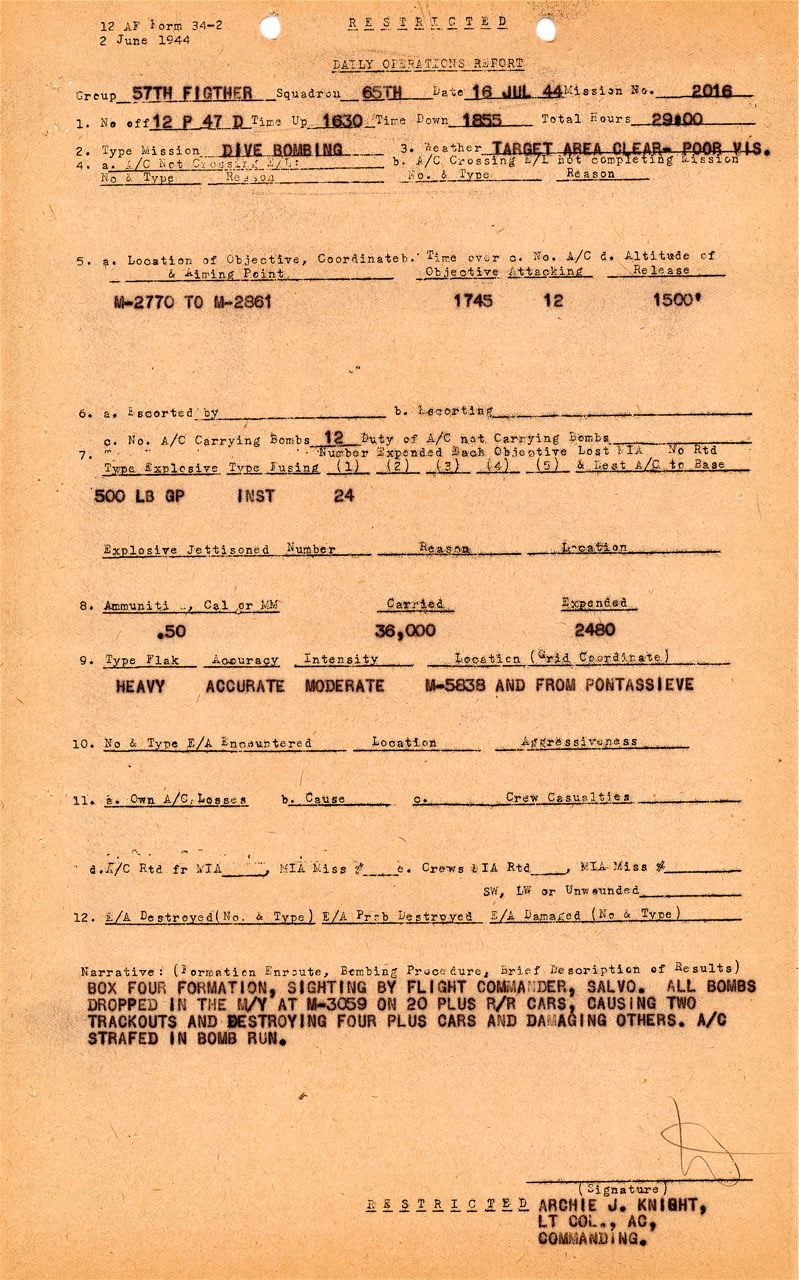 12 AF Form 34-2
RESTRICTED
2 June 1944
DAILY OPERATIONS REPORT
Group 57TH FIGTHER Squadron 65TH Date 16 JUL 44 Mission No. 2016
1. No off 12 P 47 D Time Up 1630 Time Down 1855 Total Hours 29:00
2. Type Mission DIVE BOMBING 3. Weather TARGET AREA CLEAR- POOR VIS.
4. a. A/C Not Crossing E/L: b. A/C Crossing E/L not completing Mission
No & Type Reason No. & Type Reason
5. a. Location of Objective, Coordinate b. Time over c. No. A/C d. Altitude of
& Aiming Point Objective Attacking Release
M-2770 TO M-2861 1745 12 1500'
6. a. Escorted by b. Escorting
c. No. A/C Carrying Bombs 12 Duty of A/C not Carrying Bombs
7. Number Expended Each Objective Lost MIA No Rtd
Type Explosive Type Fusing (1) (2) (3) (4) (5) & Dest A/C to Base
500 LB GP INST 24
Explosive Jettisoned Number Reason Location
8. Ammuniti , Cal or MM Carried Expended
.50 36,000 2480
9. Type Flak Accuracy Intensity Location (Grid Coordinate)
HEAVY ACCURATE MODERATE M-5838 AND FROM PONTASSIEVE
10. No & Type E/A Encountered Location Aggressiveness
11. a. Own A/C Losses b. Cause c. Crew Casualties
d. A/C Rtd fr MIA____, MIA Miss #____ e. Crews MIA Rtd____, MIA Miss #
SW, LW or Unwounded
12. E/A Destroyed(No. & Type) E/A Prob Destroyed E/A Damaged (No & Type)
Narrative: (Formation Enroute, Bombing Procedure, Brief Description of Results)
BOX FOUR FORMATION, SIGHTING BY FLIGHT COMMANDER, SALVO. ALL BOMBS
DROPPED IN THE M/Y AT M-3059 ON 20 PLUS R/R CARS, CAUSING TWO
TRACKOUTS AND DESTROYING FOUR PLUS CARS AND DAMAGING OTHERS. A/C
STRAFED IN BOMB RUN.
(Signature)
RESTRICTED ARCHIE J. KNIGHT,
LT COL., AC,
COMMANDING.